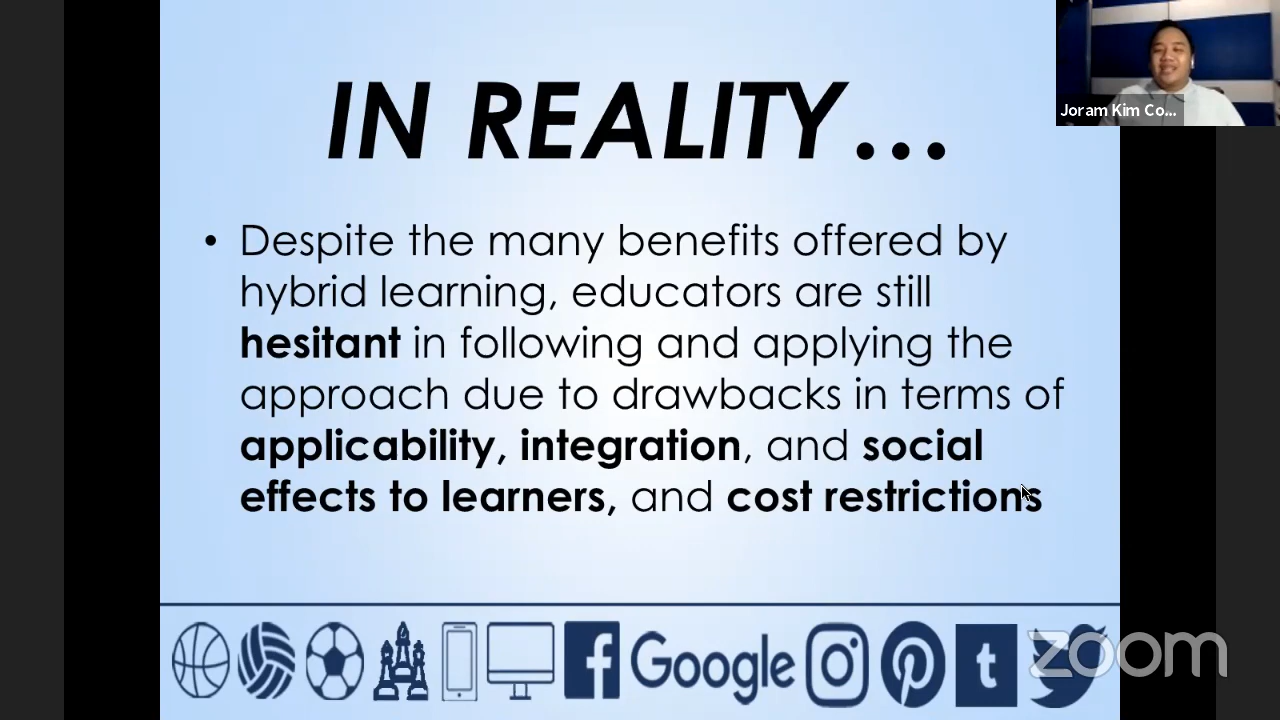 Joram Kim Co...
IN REALITY...
• Despite the many benefits offered by
hybrid learning, educators are still
hesitant in following and applying the
approach due to drawbacks in terms of
applicability, integration, and social
effects to learners, and cost restrictions
Google
zoom